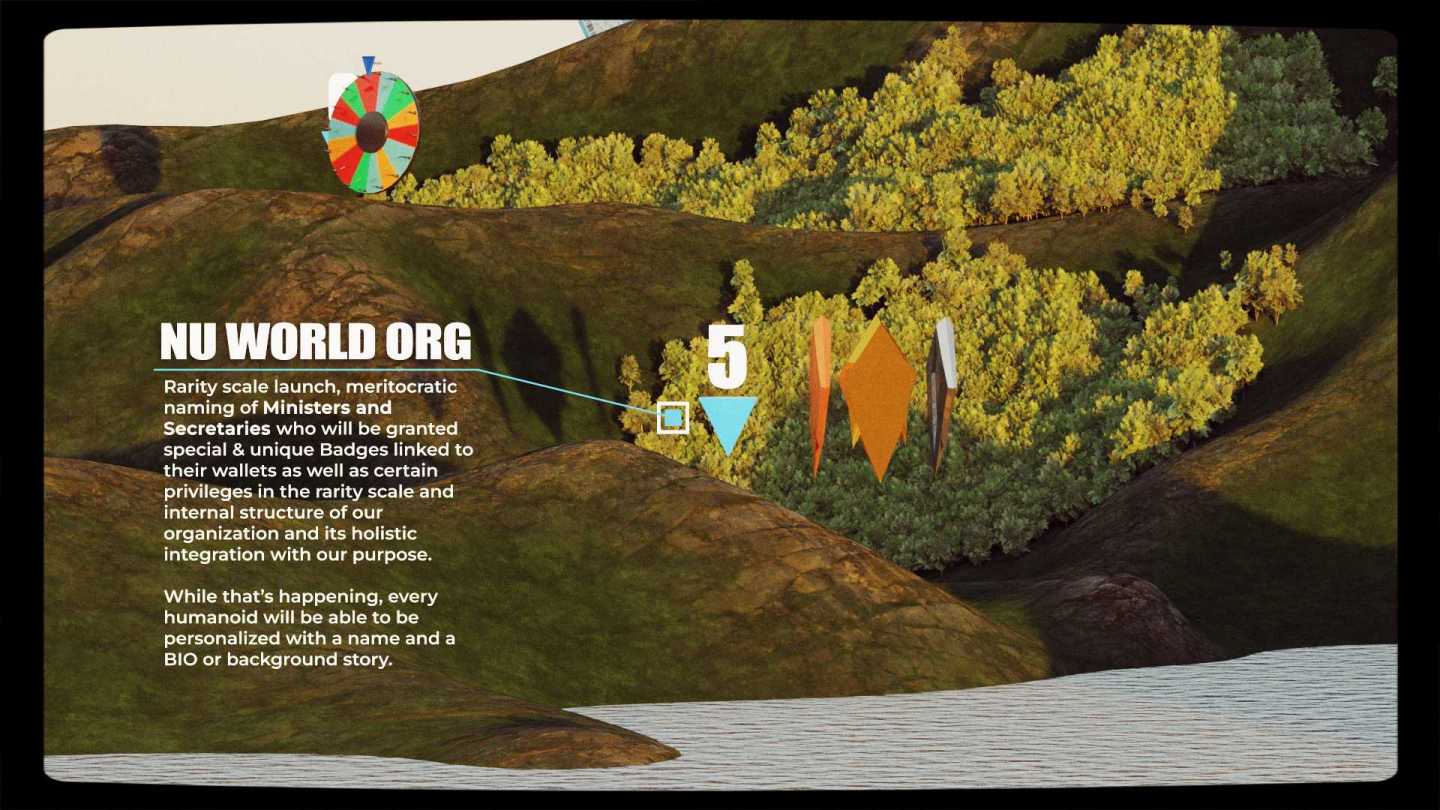 NU WORLD ORG
5
Rarity scale launch, meritocratic
naming of Ministers and
Secretaries who will be granted
special & unique Badges linked to
their wallets as well as certain
privileges in the rarity scale and
internal structure of our
organization and its holistic
integration with our purpose.
While that’s happening, every
humanoid will be able to be
personalized with a name and a
BIO or background story.